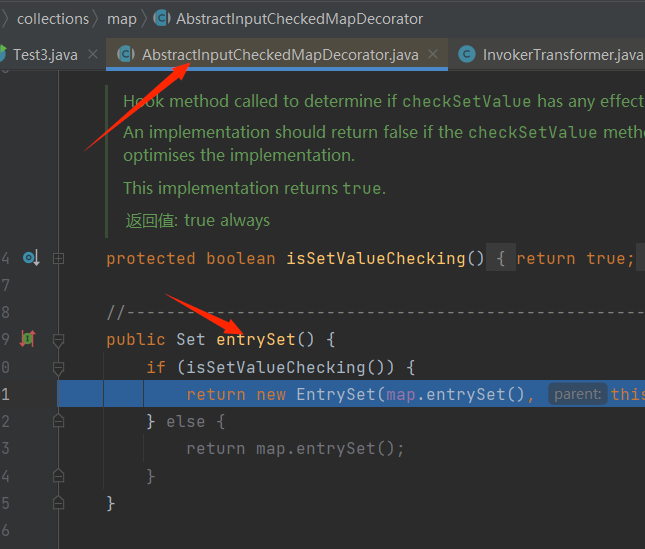 collections › map › AbstractInputCheckedMapDecorator
Test3.java × AbstractInputCheckedMapDecorator.java × InvokerTransformer.java
Hook method called to determine if checkSetValue has any effect
An implementation should return false if the checkSetValue meth
optimises the implementation.
This implementation returns true.
返回值: true always
4 protected boolean isSetValueChecking() { return true;
7
8 //----------------------------------------------------
9 public Set entrySet() {
0 if (isSetValueChecking()) {
1 return new EntrySet(map.entrySet(), parent: this
2 } else {
3 return map.entrySet();
4 }
5 }
6